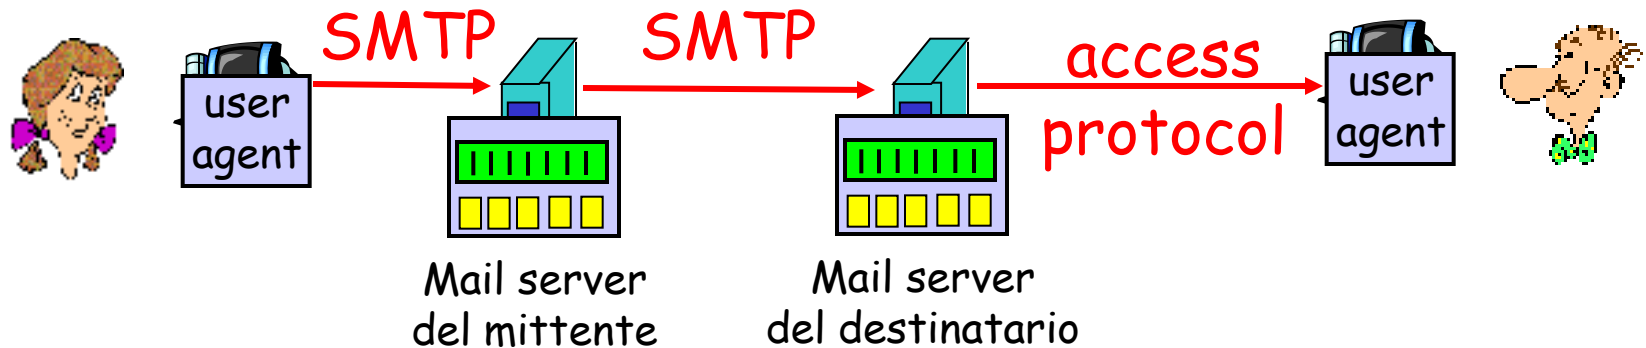 SMTP
SMTP
access
protocol
user
agent
user
agent
Mail server
del mittente
Mail server
del destinatario